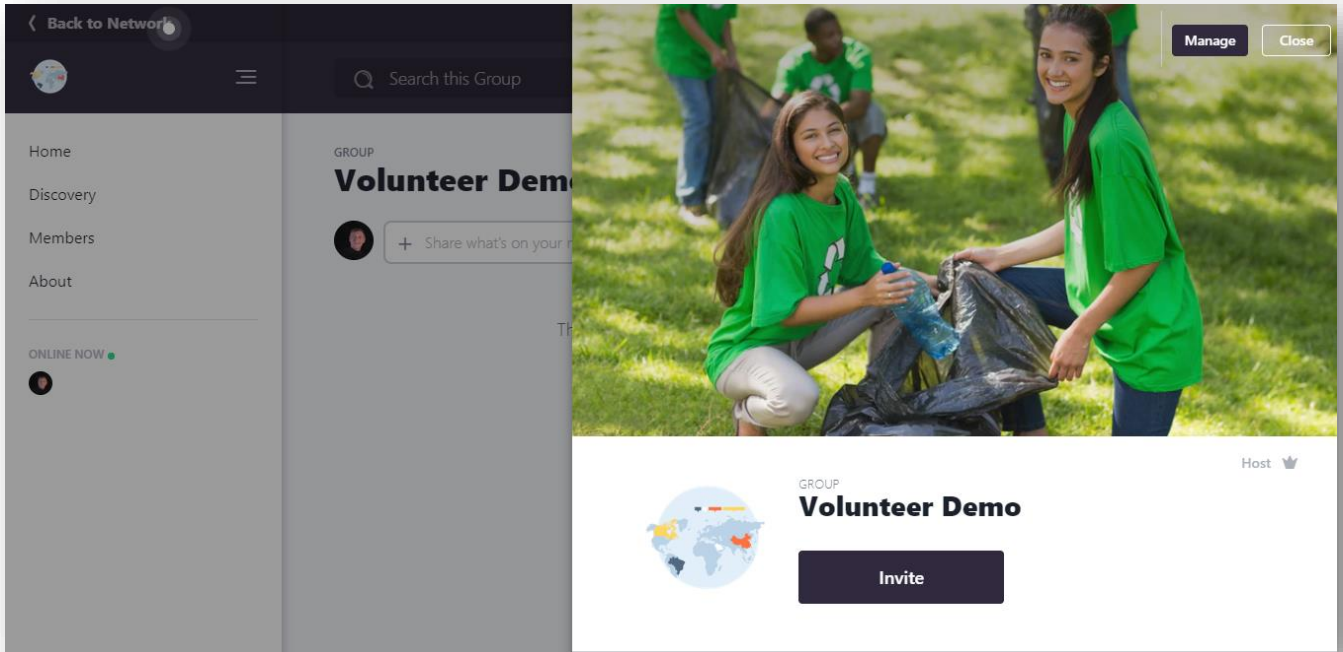 Back to Network
Search this Group
Home
Discovery
Members
About
ONLINE NOW
GROUP
Volunteer Dem
+ Share what's on your
Th
Manage
Close
Host
GROUP
Volunteer Demo
Invite